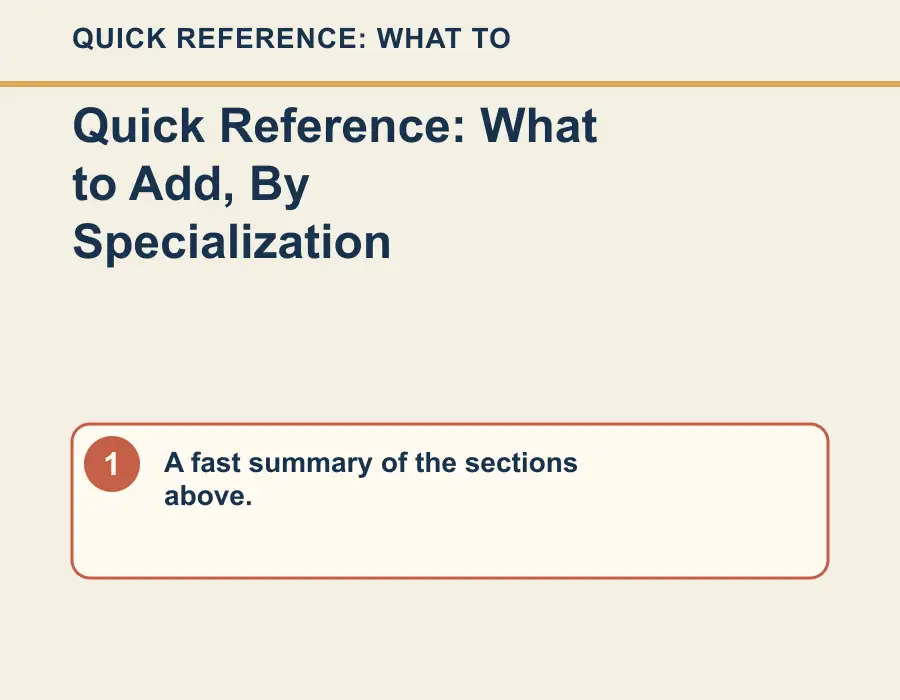 QUICK REFERENCE: WHAT TO
Quick Reference: What
to Add, By
Specialization
1
A fast summary of the sections
above.